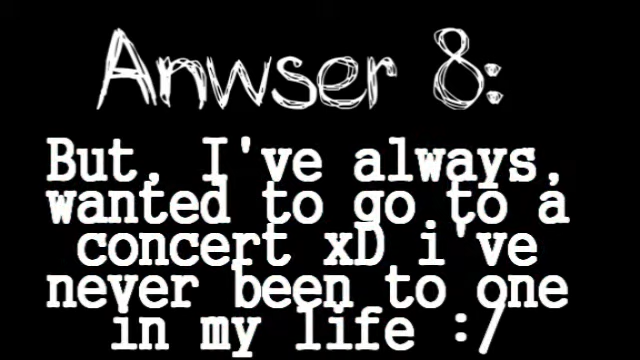 Anwser 8:
But, I've always,
wanted to go to a
concert xD i've
never been to one
in my life :/